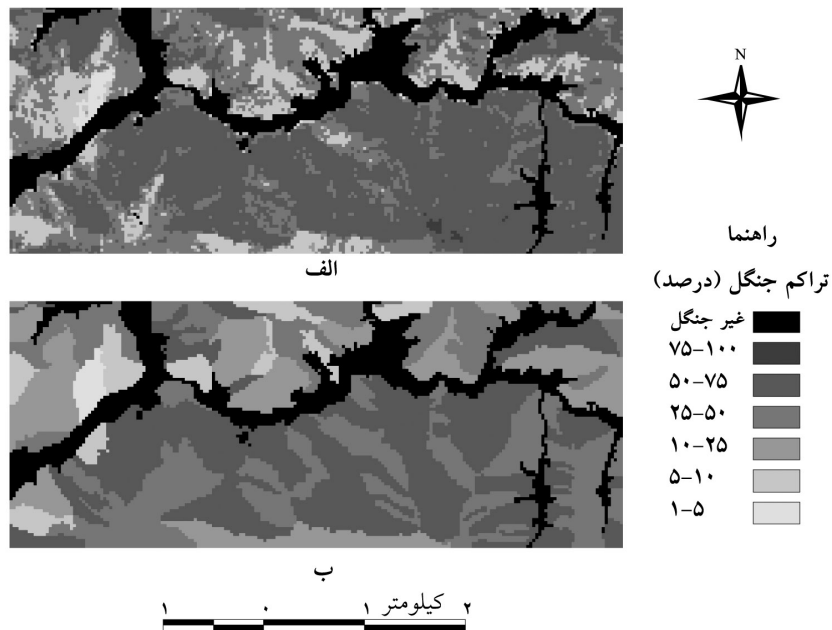 N
راهنما
الف
تراکم جنگل (درصد)
غیر جنگل
۷۵-۱۰۰
۵۰-۷۵
۲۵-۵۰
۱۰-۲۵
۵-۱۰
۱-۵
ب
۱ ۰ ۱ کیلومتر ۲